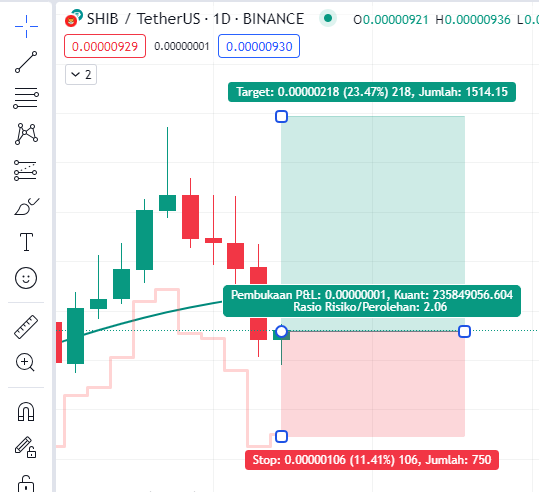 SHIB / TetherUS · 1D · BINANCE
O0.00000921 H0.00000936 L0.0
0.00000929 0.00000001 0.00000930
2
Target: 0.00000218 (23.47%) 218, Jumlah: 1514.15
Pembukaan P&L: 0.00000001, Kuant: 235849056.604
Rasio Risiko/Perolehan: 2.06
T
Stop: 0.00000106 (11.41%) 106, Jumlah: 750